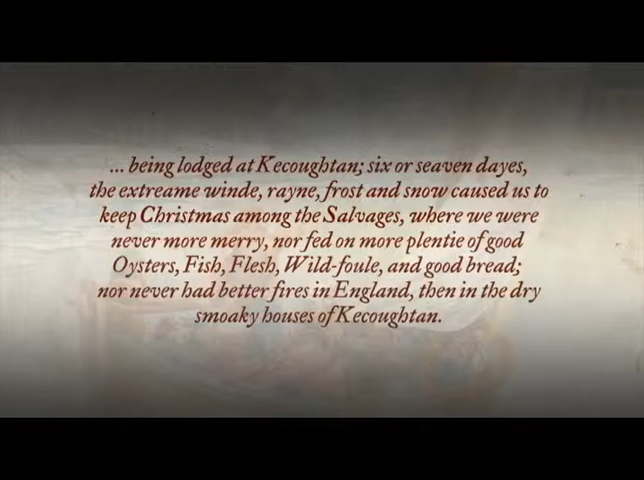 ... being lodged at Kecoughtan; six or seaven dayes,
the extreame winde, rayne, frost and snow caused us to
keep Christmas among the Salvages, where we were
never more merry, nor fed on more plentie of good
Oysters, Fish, Flesh, Wild-foule, and good bread;
nor never had better fires in England, then in the dry
smoaky houses of Kecoughtan.